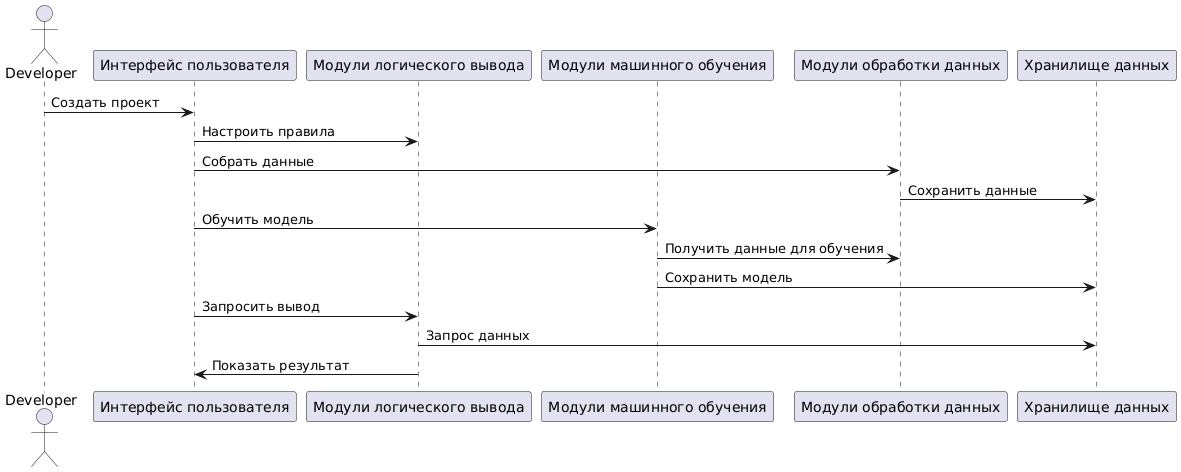 Developer
Интерфейс пользователя
Модули логического вывода
Модули машинного обучения
Модули обработки данных
Хранилище данных
Создать проект
Настроить правила
Собрать данные
Сохранить данные
Обучить модель
Получить данные для обучения
Сохранить модель
Запросить вывод
Запрос данных
Показать результат
Developer
Интерфейс пользователя
Модули логического вывода
Модули машинного обучения
Модули обработки данных
Хранилище данных